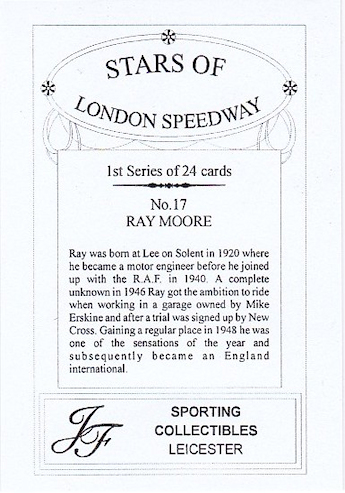 STARS OF
LONDON SPEEDWAY
1st Series of 24 cards
No.17
RAY MOORE
Ray was born at Lee on Solent in 1920 where
he became a motor engineer before he joined
up with the R.A.F. in 1940. A complete
unknown in 1946 Ray got the ambition to ride
when working in a garage owned by Mike
Erskine and after a trial was signed up by New
Cross. Gaining a regular place in 1948 he was
one of the sensations of the year and
subsequently became an England
international.
JF
SPORTING
COLLECTIBLES
LEICESTER